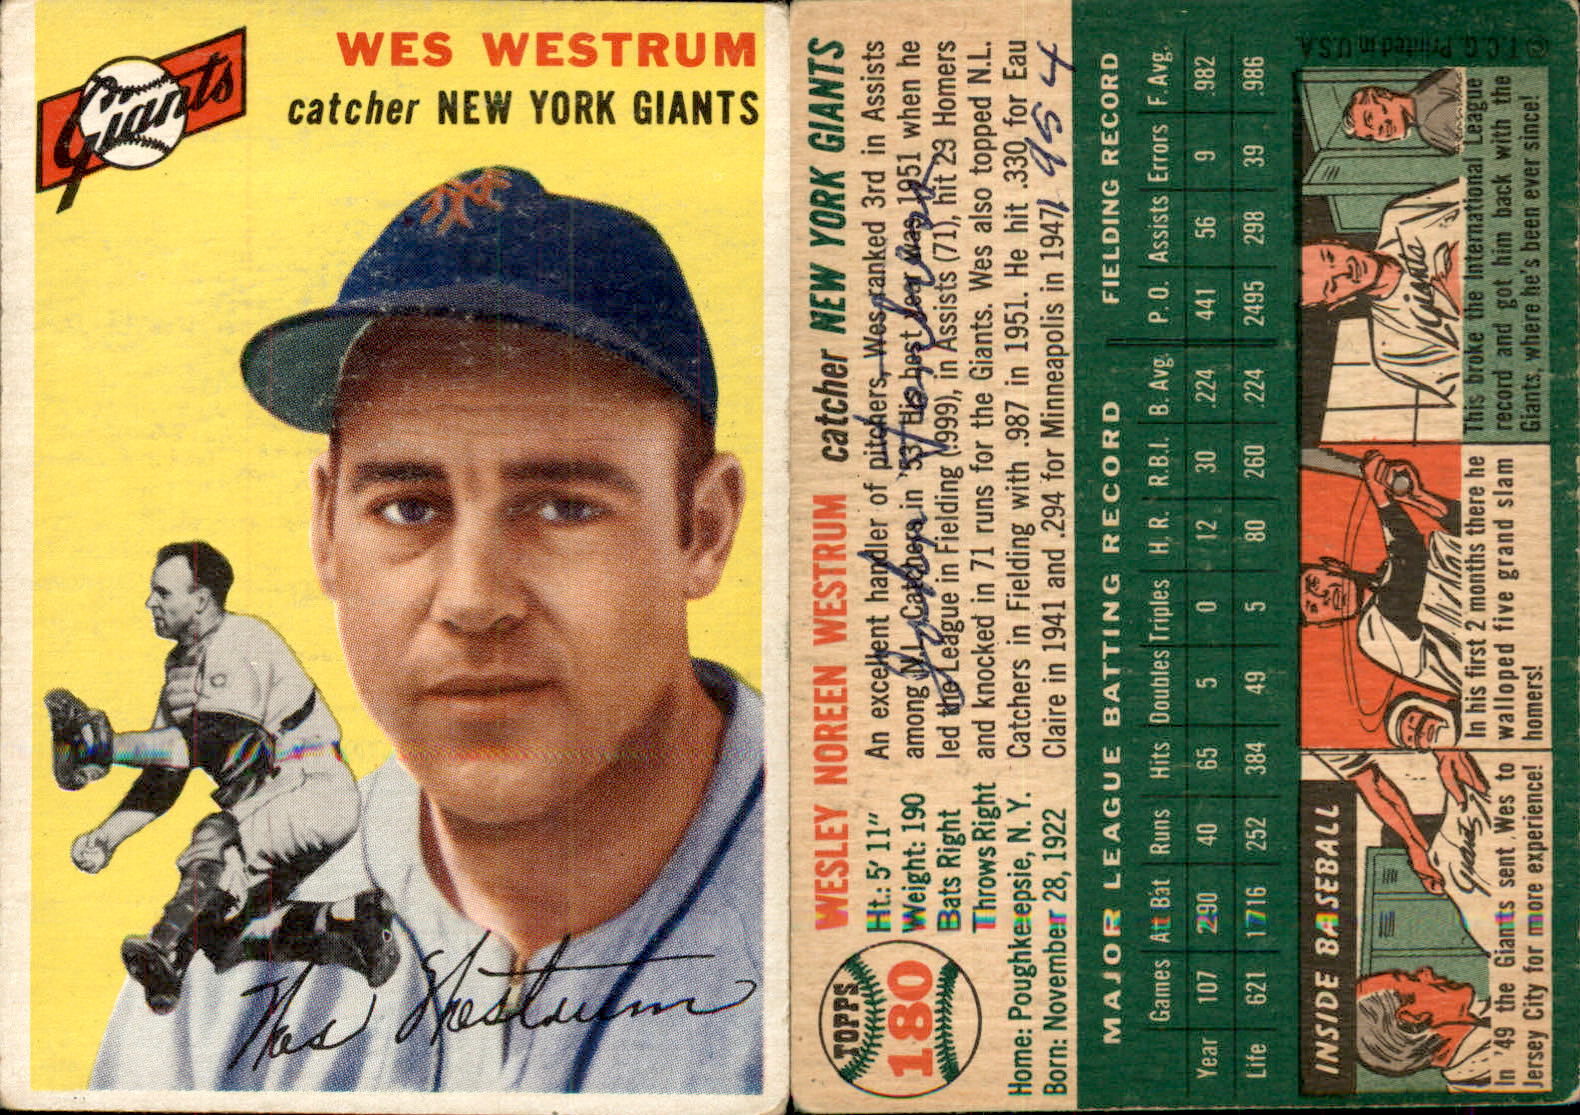 Giants
WES WESTRUM
catcher NEW YORK GIANTS
Wes Westrum
TOPPS
180
WESLEY NOREEN WESTRUM
catcher NEW YORK GIANTS
Ht.: 5' 11"
Weight: 190
Bats Right
Throws Right
Home: Poughkeepsie, N. Y.
Born: November 28, 1922
An excellent handler of pitchers, Wes ranked 3rd in Assists
among N.L. Catchers in '53. His best year was 1951 when he
led the League in Fielding (.999), in Assists (71), hit 23 Homers
and knocked in 71 runs for the Giants. Wes also topped N.L.
Catchers in Fielding with .987 in 1951. He hit .330 for Eau
Claire in 1941 and .294 for Minneapolis in 1947.
1954
MAJOR LEAGUE BATTING RECORD
FIELDING RECORD
Games At Bat Runs Hits Doubles Triples H. R. R.B.I. B. Avg. P. O. Assists Errors F. Avg.
Year 107 290 40 65 5 0 12 30 .224 441 56 9 .982
Life 621 1716 252 384 49 5 80 260 .224 2495 298 39 .986
INSIDE BASEBALL
Giants
In '49 the Giants sent Wes to
Jersey City for more experience!
In his first 2 months there he
walloped five grand slam
homers!
Giants
This broke the International League
record and got him back with the
Giants, where he's been ever since!
© T.C.G. Printed in U.S.A.